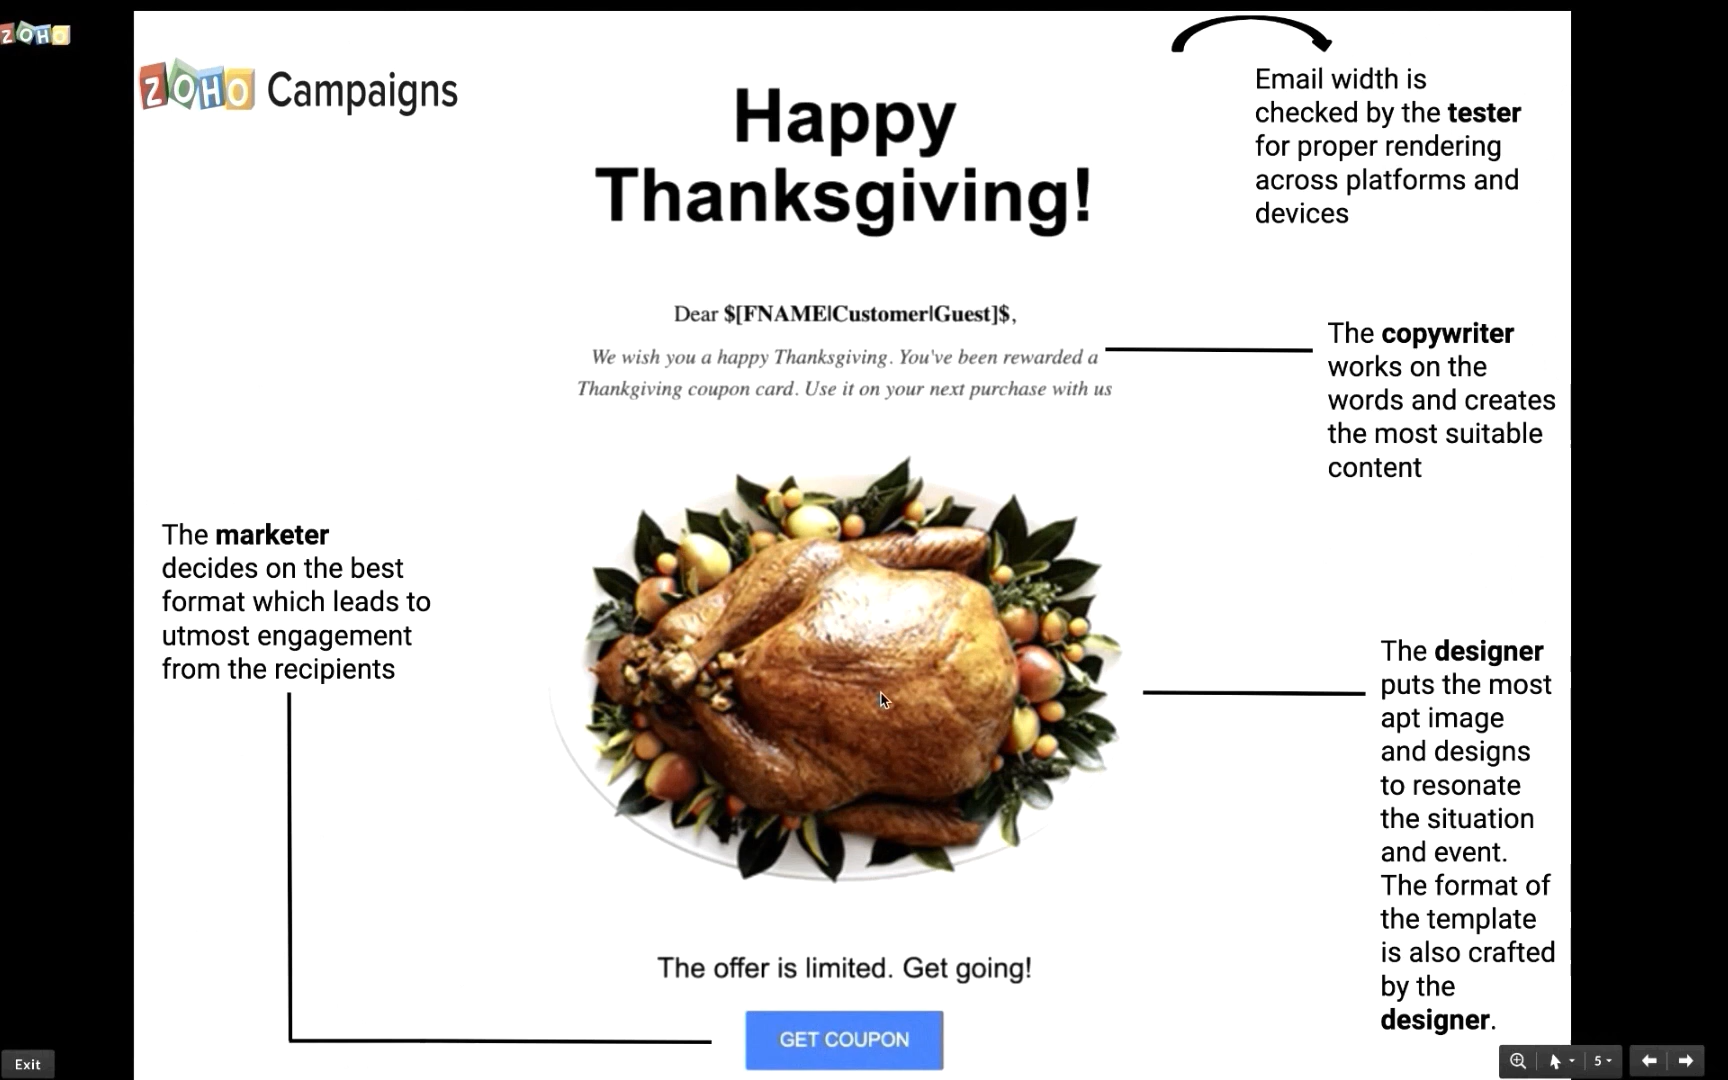 ZOHO
ZOHO Campaigns
Happy
Thanksgiving!
Email width is
checked by the tester
for proper rendering
across platforms and
devices
Dear $[FNAME|Customer|Guest]$,
We wish you a happy Thanksgiving. You've been rewarded a
Thankgiving coupon card. Use it on your next purchase with us
The copywriter
works on the
words and creates
the most suitable
content
The marketer
decides on the best
format which leads to
utmost engagement
from the recipients
The designer
puts the most
apt image
and designs
to resonate
the situation
and event.
The format of
the template
is also crafted
by the
designer.
The offer is limited. Get going!
GET COUPON
Exit
5